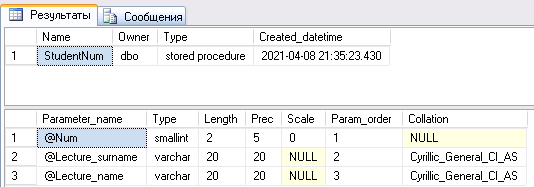 Результаты Сообщения
Name Owner Type Created_datetime
1 StudentNum dbo stored procedure 2021-04-08 21:35:23.430
Parameter_name Type Length Prec Scale Param_order Collation
1 @Num smallint 2 5 0 1 NULL
2 @Lecture_surname varchar 20 20 NULL 2 Cyrillic_General_CI_AS
3 @Lecture_name varchar 20 20 NULL 3 Cyrillic_General_CI_AS